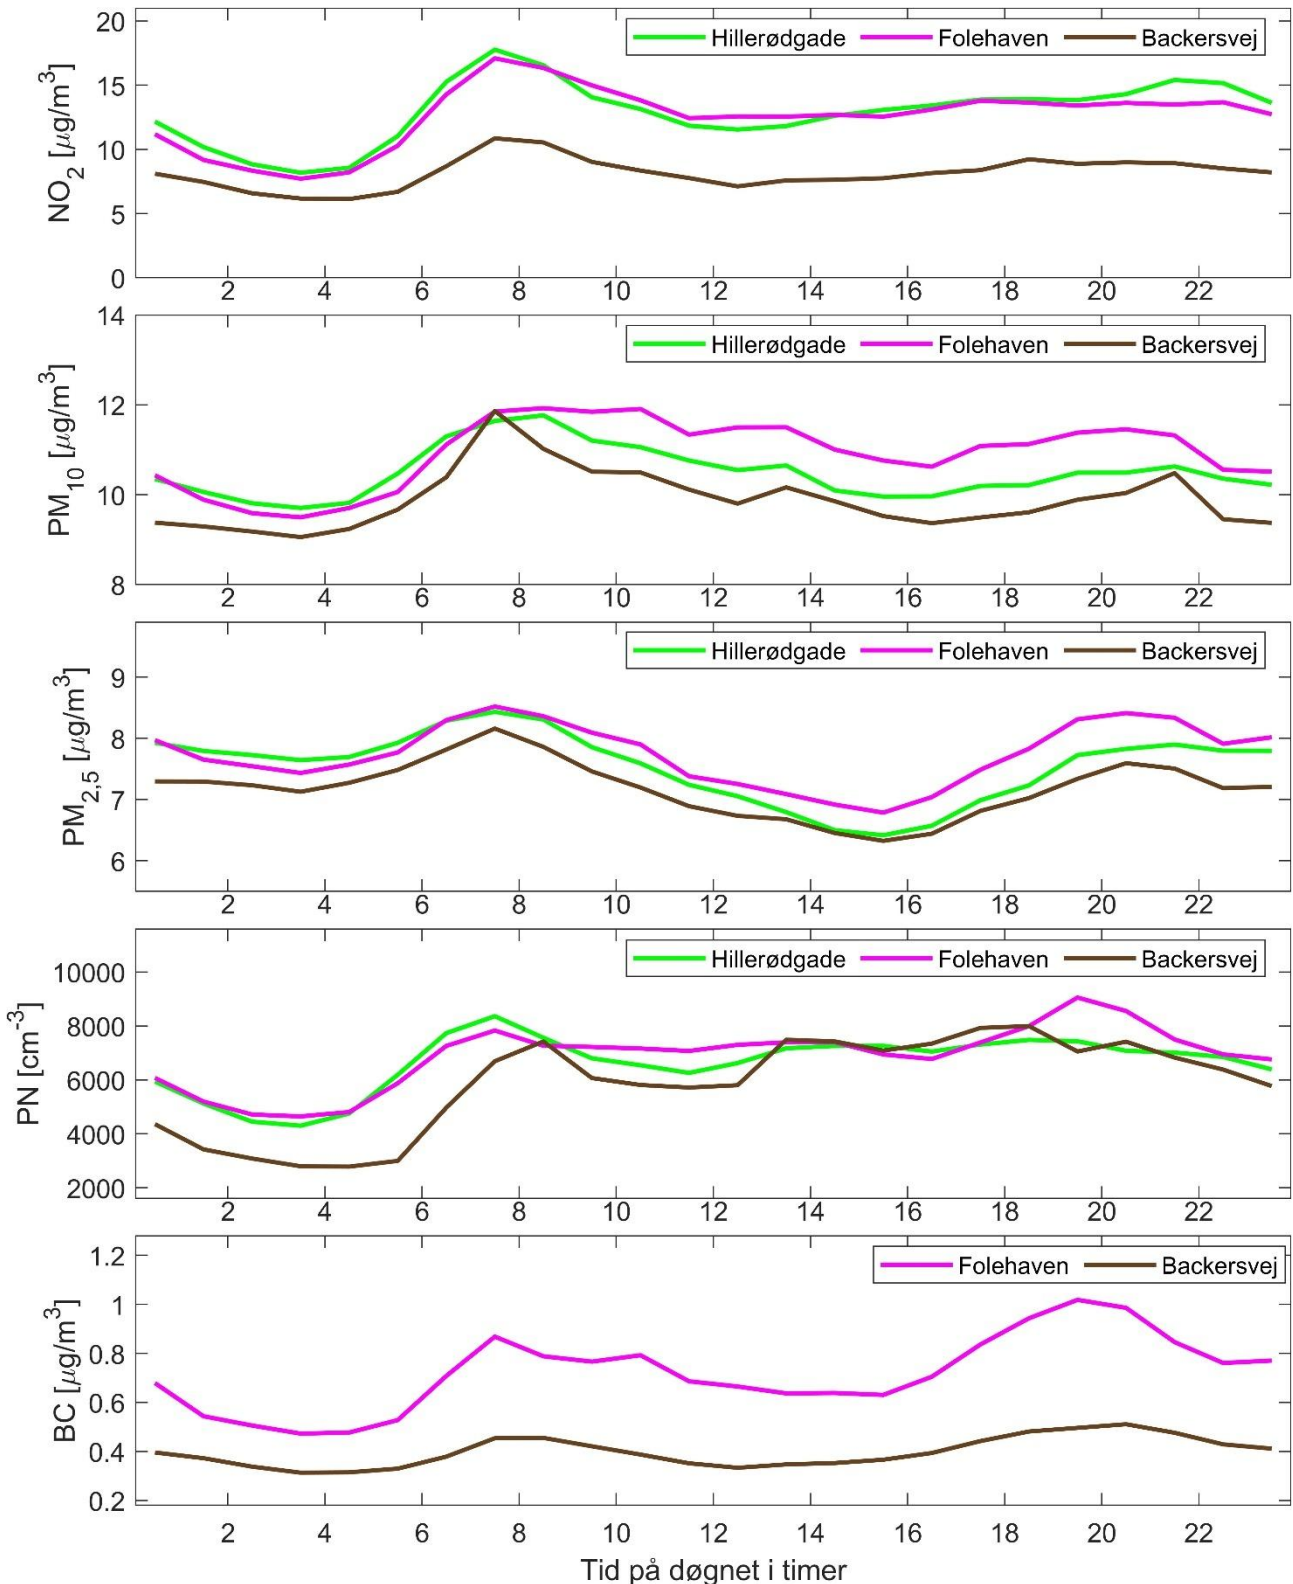 20
15
10
5
0
NO2 [μg/m3]
Hillerødgade Folehaven Backersvej
2 4 6 8 10 12 14 16 18 20 22
14
12
10
8
PM10 [μg/m3]
Hillerødgade Folehaven Backersvej
2 4 6 8 10 12 14 16 18 20 22
9
8
7
6
PM2,5 [μg/m3]
Hillerødgade Folehaven Backersvej
2 4 6 8 10 12 14 16 18 20 22
10000
8000
6000
4000
2000
PN [cm-3]
Hillerødgade Folehaven Backersvej
2 4 6 8 10 12 14 16 18 20 22
1.2
1
0.8
0.6
0.4
0.2
BC [μg/m3]
Folehaven Backersvej
2 4 6 8 10 12 14 16 18 20 22
Tid på døgnet i timer